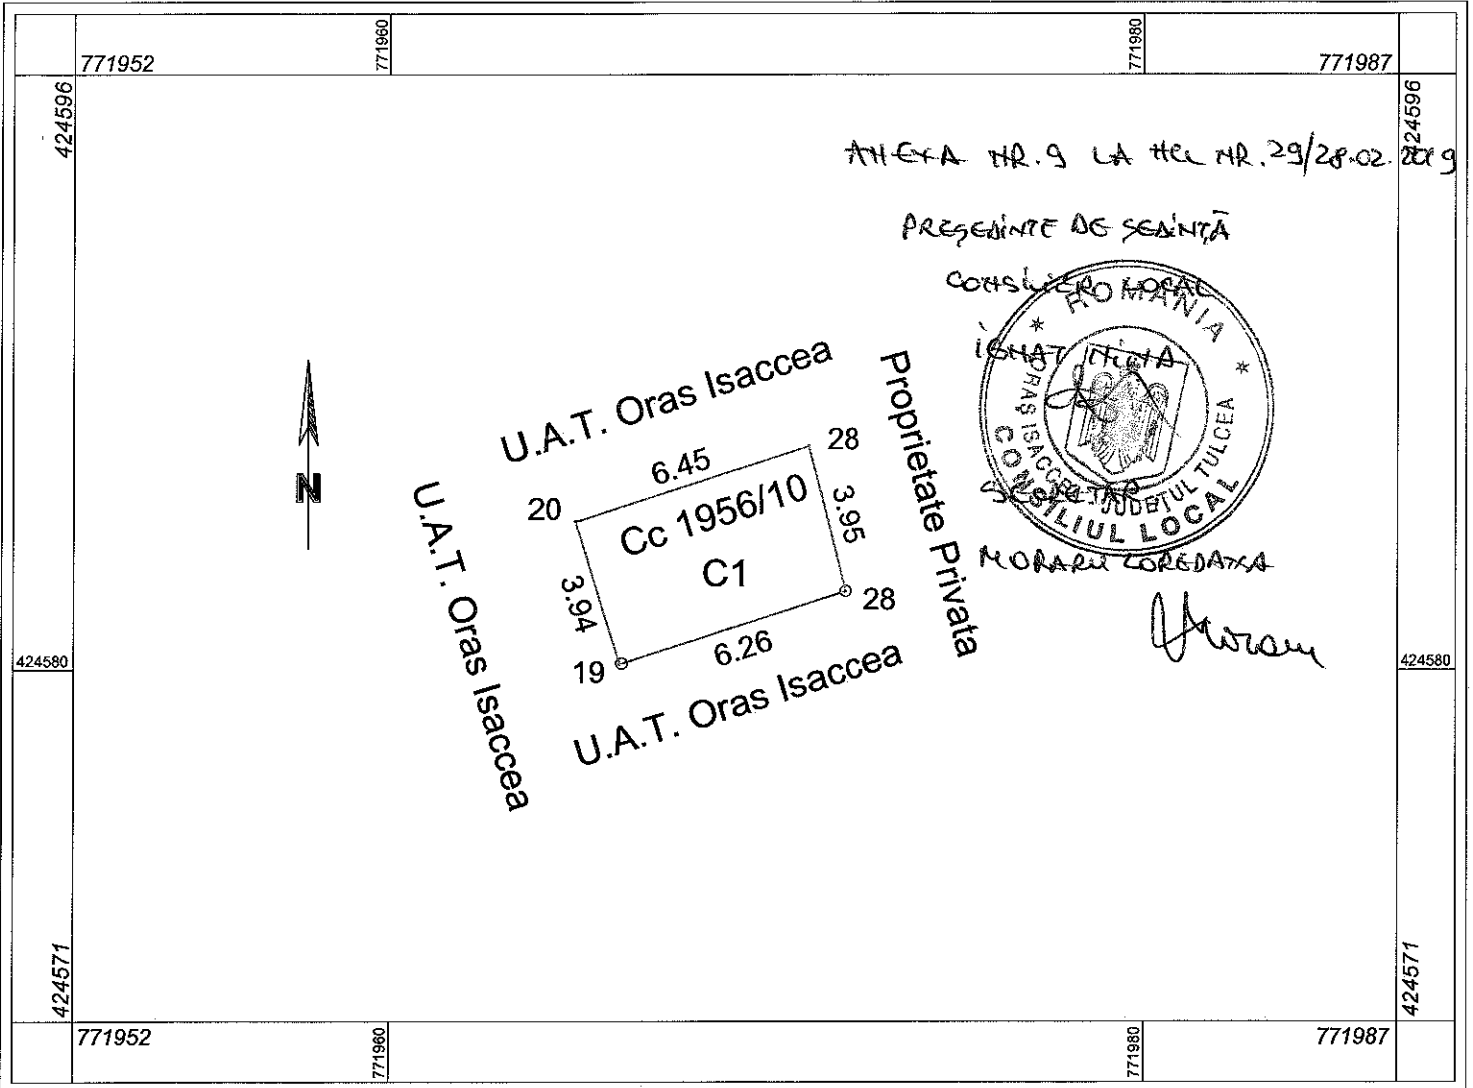 771952
771960
771980
771987
424596
424596
ANEXA NR. 9 LA HCL NR. 29/28.02.2019
PREȘEDINTE DE ȘEDINȚĂ
CONSILIER LOCAL
IGNAT NINA
ROMANIA
ORAȘ ISACCEA JUDEȚUL TULCEA
CONSILIUL LOCAL
SECRETAR
MORARU LOREDANA
Moraru
N
U.A.T. Oras Isaccea
Proprietate Privata
U.A.T. Oras Isaccea
20
6.45
28
Cc 1956/10
C1
3.95
3.94
28
19
6.26
U.A.T. Oras Isaccea
424580
424580
424571
424571
771952
771960
771980
771987